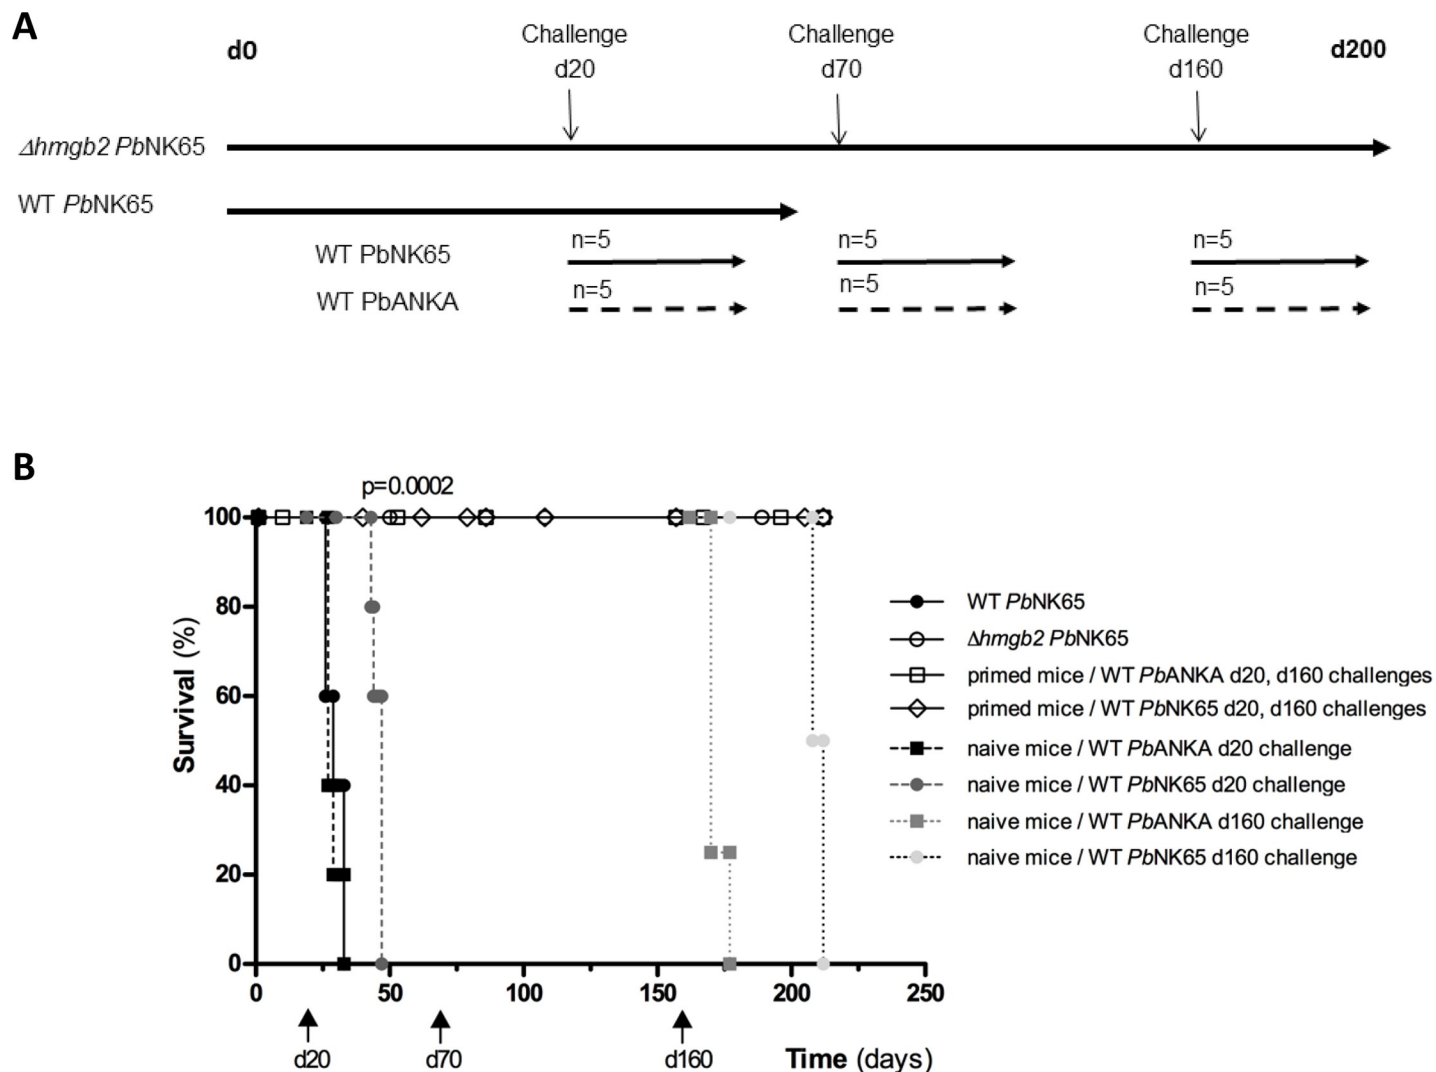 A
d0
Challenge
d20
Challenge
d70
Challenge
d160
d200
Δhmgb2 PbNK65
WT PbNK65
WT PbNK65
n=5
n=5
n=5
WT PbANKA
n=5
n=5
n=5
B
p=0.0002
100
80
60
40
20
0
Survival (%)
0 50 100 150 200 250
d20
d70
d160
Time (days)
WT PbNK65
Δhmgb2 PbNK65
primed mice / WT PbANKA d20, d160 challenges
primed mice / WT PbNK65 d20, d160 challenges
naive mice / WT PbANKA d20 challenge
naive mice / WT PbNK65 d20 challenge
naive mice / WT PbANKA d160 challenge
naive mice / WT PbNK65 d160 challenge